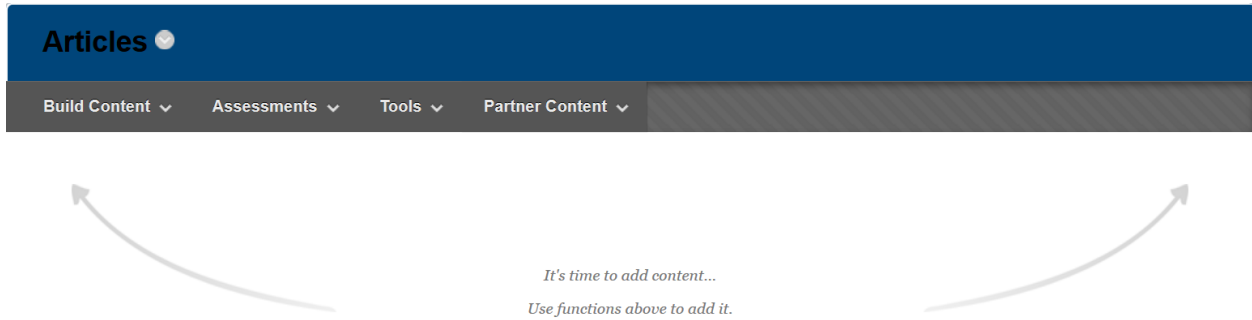 Articles
Build Content Assessments Tools Partner Content
It's time to add content...
Use functions above to add it.